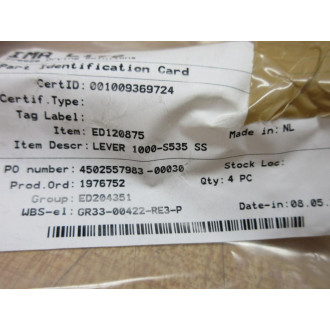 IMA
Part Identification Card
CertID: 001009369724
Certif.Type:
Tag Label:
Item: ED120875 Made in: NL
Item Descr: LEVER 1000-S535 SS
PO number: 4502557983-00030 Stock Loc:
Prod.Ord: 1976752 Qty: 4 PC
Group: ED204351
WBS-el: GR33-00422-RE3-P Date-in: 08.05.